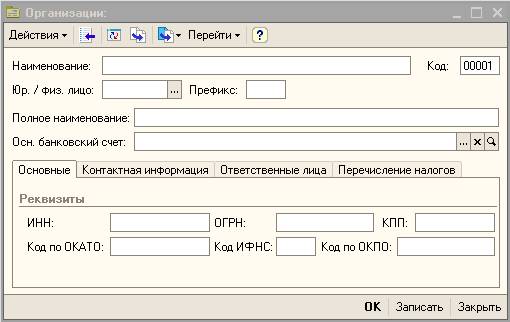 Организации:
Действия Перейти ?
Наименование: Код: 00001
Юр. / физ. лицо: ... Префикс:
Полное наименование:
Осн. банковский счет: ... x
Основные Контактная информация Ответственные лица Перечисление налогов
Реквизиты
ИНН: ОГРН: КПП:
Код по ОКАТО: Код ИФНС: Код по ОКПО:
OK Записать Закрыть